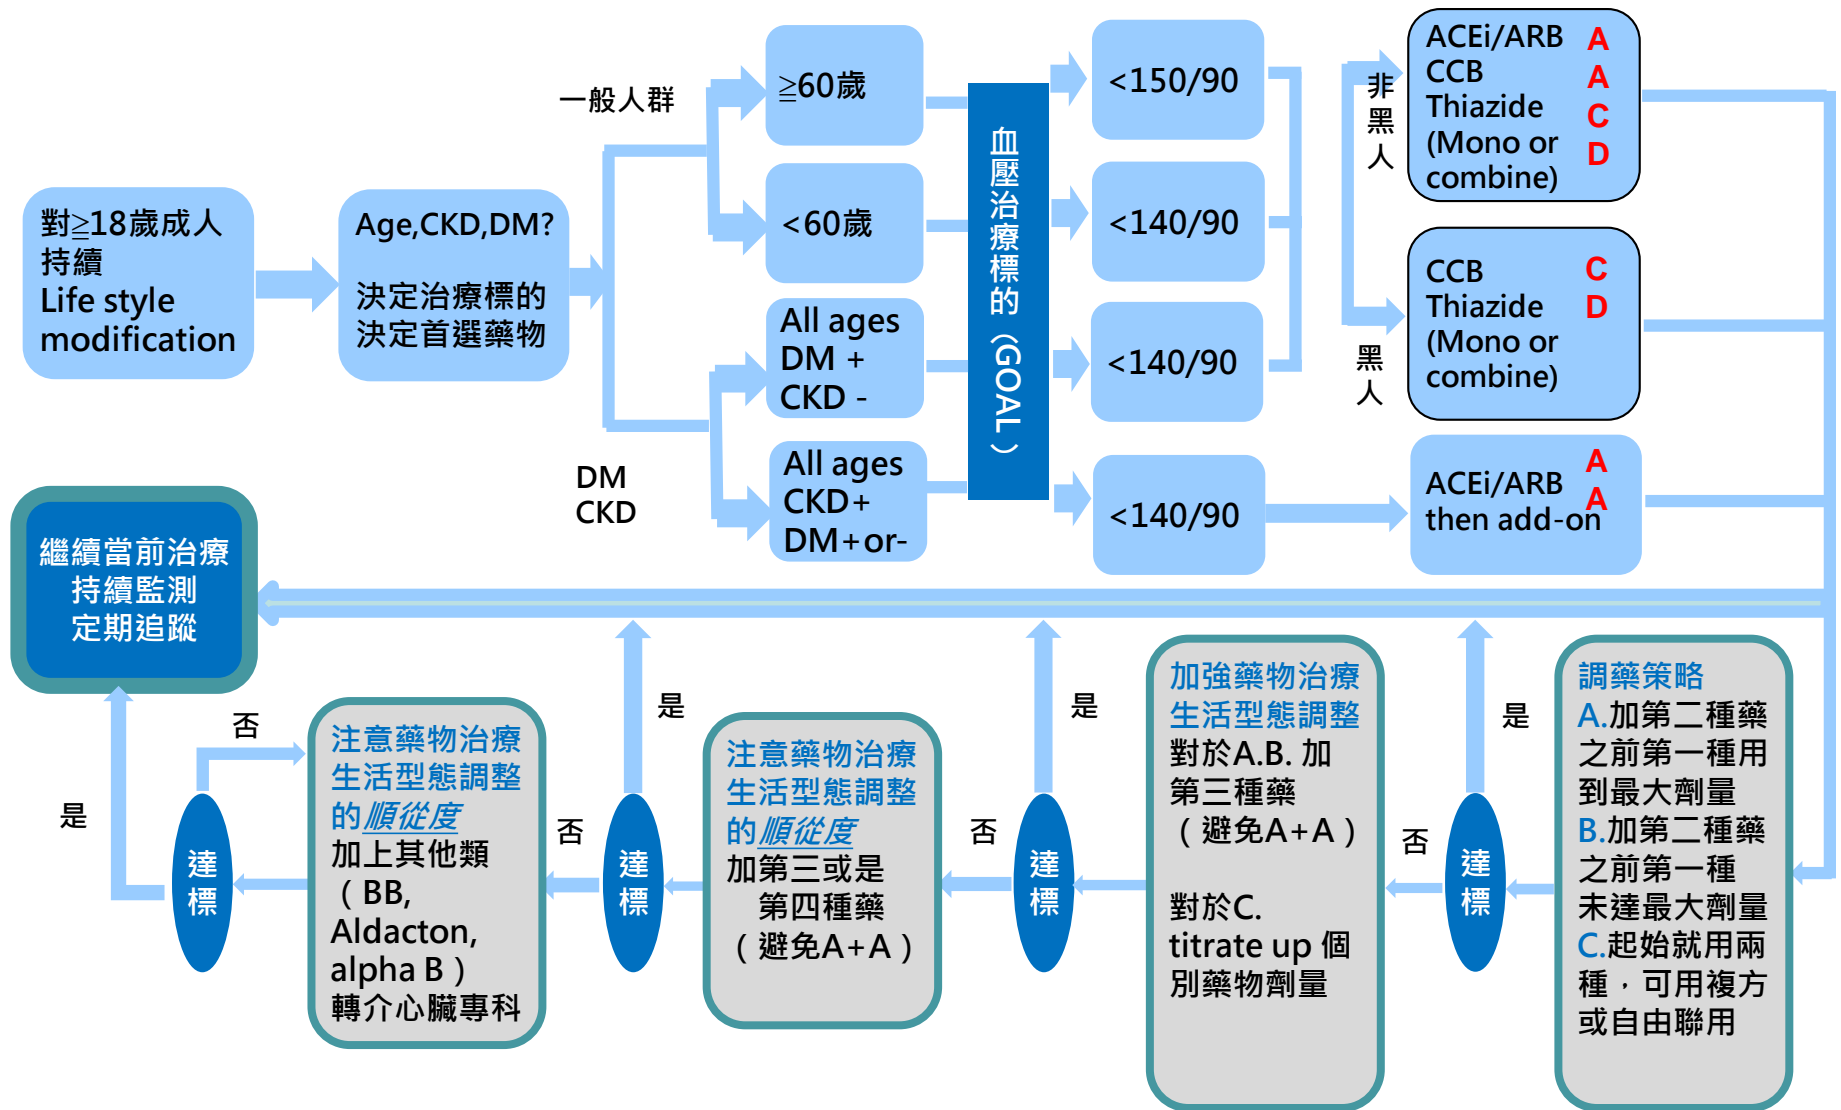 對≧18歲成人
持續
Life style
modification
Age,CKD,DM?
決定治療標的
決定首選藥物
一般人群
DM
CKD
≧60歲
<60歲
All ages
DM +
CKD -
All ages
CKD+
DM+or-
血壓治療標的（GOAL）
<150/90
<140/90
<140/90
<140/90
非黑人
黑人
ACEi/ARB A
CCB A
Thiazide C
(Mono or D
combine)
CCB C
Thiazide D
(Mono or
combine)
ACEi/ARB A
then add-on A
調藥策略
A.加第二種藥
之前第一種用
到最大劑量
B.加第二種藥
之前第一種
未達最大劑量
C.起始就用兩
種，可用複方
或自由聯用
達標
是
否
加強藥物治療
生活型態調整
對於A.B. 加
第三種藥
（避免A+A）
對於C.
titrate up 個
別藥物劑量
達標
是
否
注意藥物治療
生活型態調整
的順從度
加第三或是
第四種藥
（避免A+A）
達標
是
否
注意藥物治療
生活型態調整
的順從度
加上其他類
（BB,
Aldacton,
alpha B）
轉介心臟專科
達標
否
是
繼續當前治療
持續監測
定期追蹤